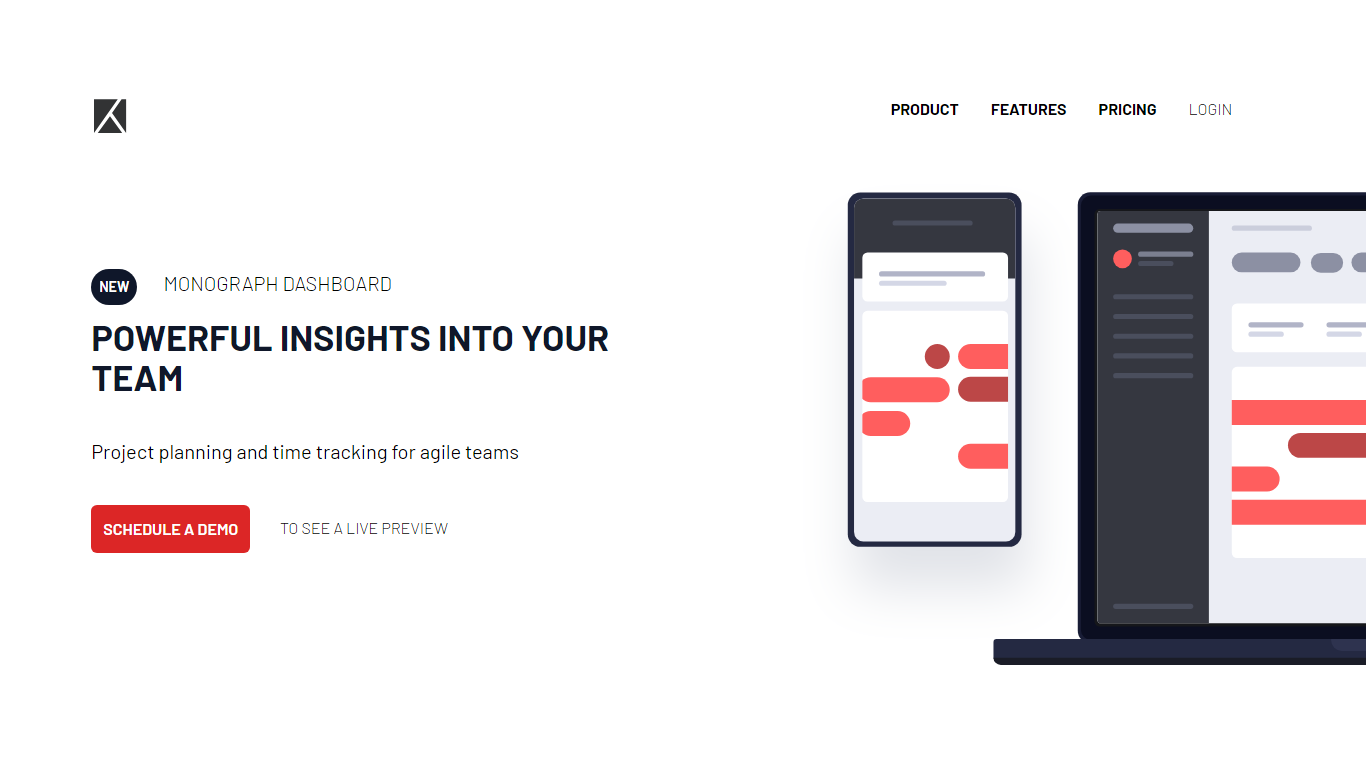 PRODUCT FEATURES PRICING LOGIN
NEW MONOGRAPH DASHBOARD
POWERFUL INSIGHTS INTO YOUR
TEAM
Project planning and time tracking for agile teams
SCHEDULE A DEMO TO SEE A LIVE PREVIEW